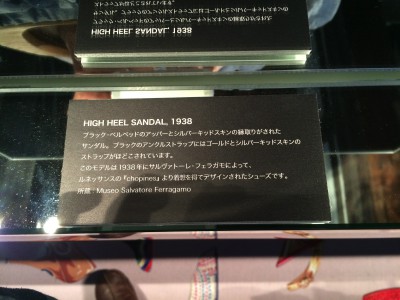 HIGH HEEL SANDAL, 1938
ブラック・ベルベッドのアッパーとシルバーキッドスキンの縁取りがされた
サンダル。ブラックのアンクルストラップにはゴールドとシルバーキッドスキンの
ストラップがほどこされています。
このモデルは1938年にサルヴァトーレ・フェラガモによって、
ルネッサンスの『chopines』より着想を得てデザインされたシューズです。
所蔵：Museo Salvatore Ferragamo